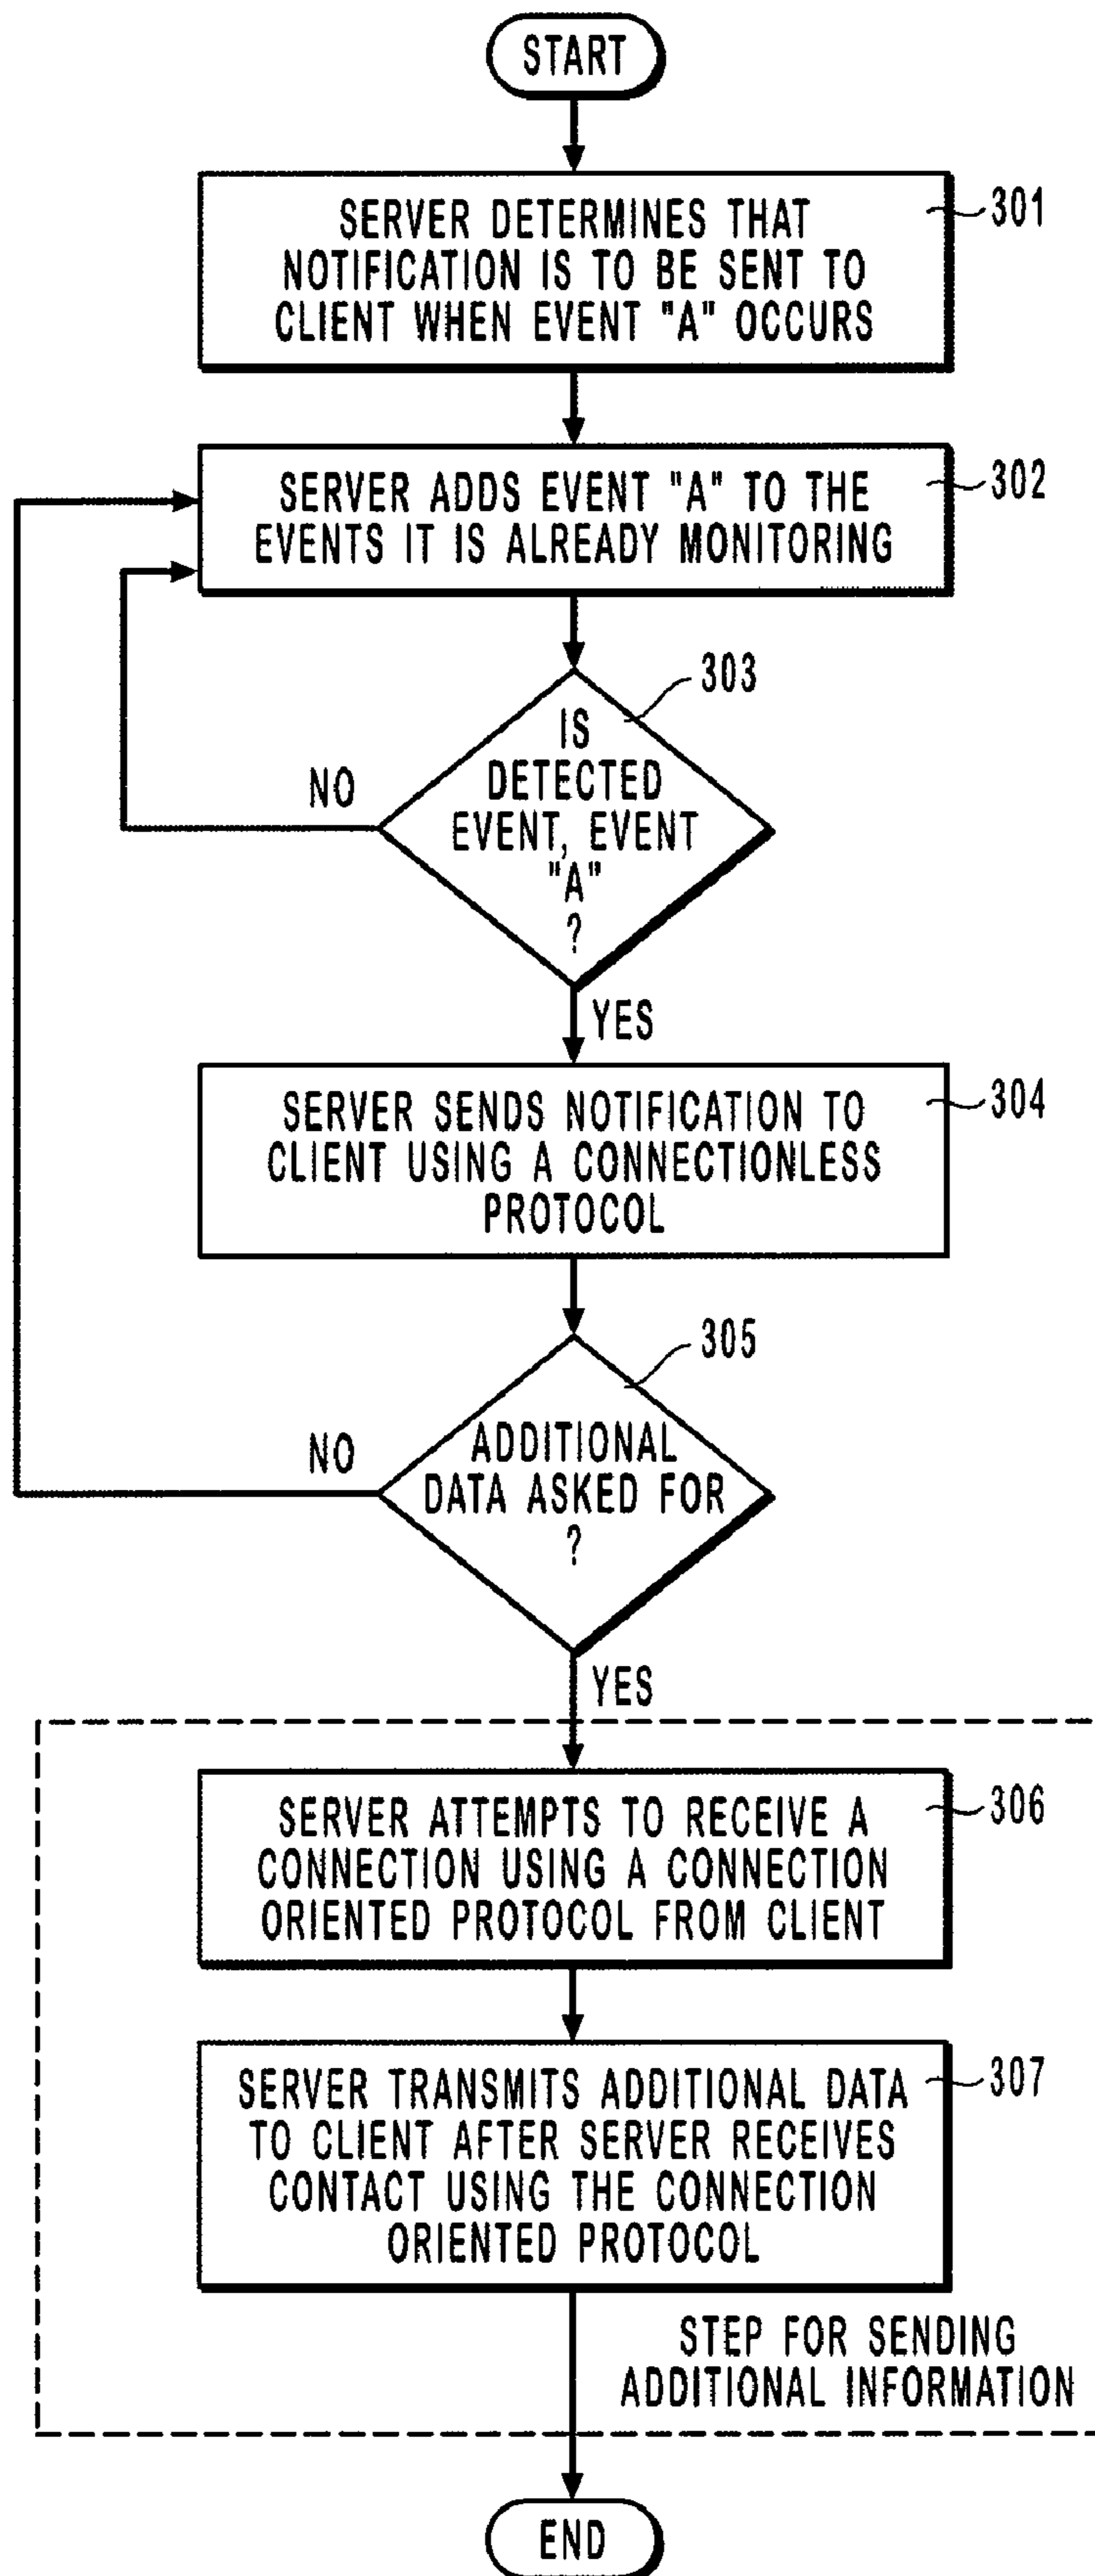 START
SERVER DETERMINES THAT
NOTIFICATION IS TO BE SENT TO
CLIENT WHEN EVENT "A" OCCURS
301
SERVER ADDS EVENT "A" TO THE
EVENTS IT IS ALREADY MONITORING
302
303
IS
DETECTED
EVENT, EVENT
"A"
?
NO
YES
SERVER SENDS NOTIFICATION TO
CLIENT USING A CONNECTIONLESS
PROTOCOL
304
305
ADDITIONAL
DATA ASKED FOR
?
NO
YES
SERVER ATTEMPTS TO RECEIVE A
CONNECTION USING A CONNECTION
ORIENTED PROTOCOL FROM CLIENT
306
SERVER TRANSMITS ADDITIONAL DATA
TO CLIENT AFTER SERVER RECEIVES
CONTACT USING THE CONNECTION
ORIENTED PROTOCOL
307
STEP FOR SENDING
ADDITIONAL INFORMATION
END